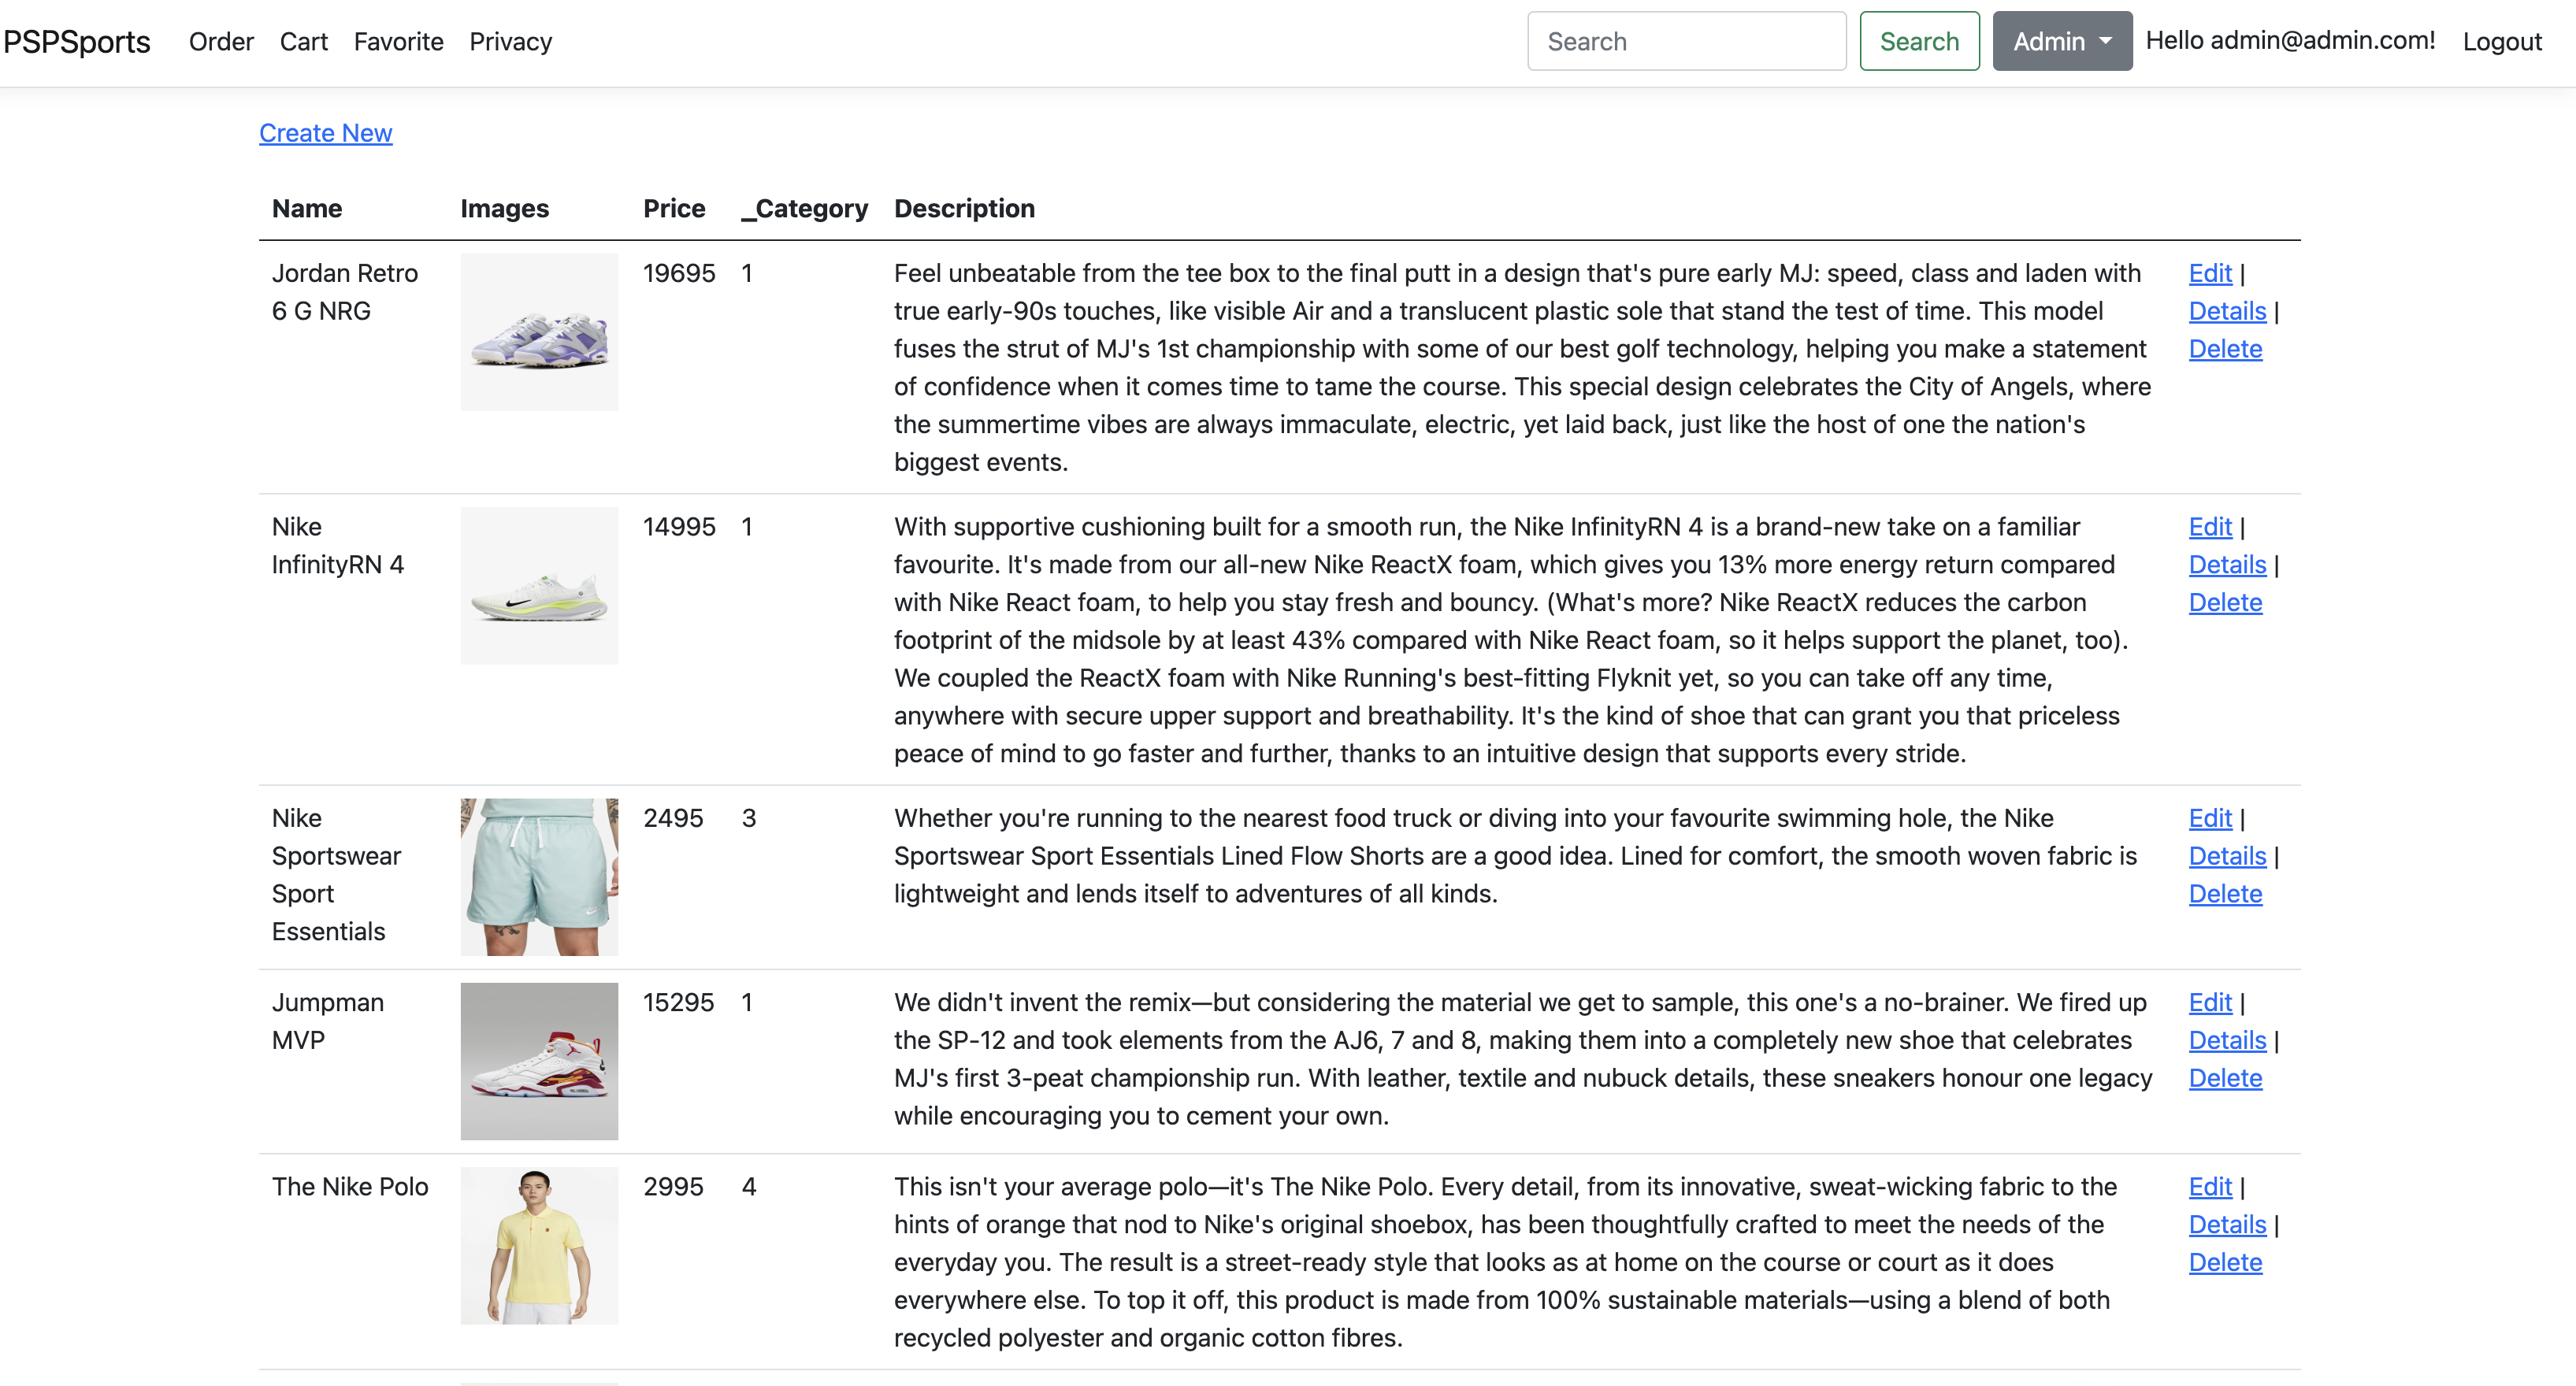 PSPSports Order Cart Favorite Privacy Search Search Admin Hello admin@admin.com! Logout
Create New
Name Images Price _Category Description
Jordan Retro
6 G NRG
19695 1
Feel unbeatable from the tee box to the final putt in a design that's pure early MJ: speed, class and laden with
true early-90s touches, like visible Air and a translucent plastic sole that stand the test of time. This model
fuses the strut of MJ's 1st championship with some of our best golf technology, helping you make a statement
of confidence when it comes time to tame the course. This special design celebrates the City of Angels, where
the summertime vibes are always immaculate, electric, yet laid back, just like the host of one the nation's
biggest events.
Edit |
Details |
Delete
Nike
InfinityRN 4
14995 1
With supportive cushioning built for a smooth run, the Nike InfinityRN 4 is a brand-new take on a familiar
favourite. It's made from our all-new Nike ReactX foam, which gives you 13% more energy return compared
with Nike React foam, to help you stay fresh and bouncy. (What's more? Nike ReactX reduces the carbon
footprint of the midsole by at least 43% compared with Nike React foam, so it helps support the planet, too).
We coupled the ReactX foam with Nike Running's best-fitting Flyknit yet, so you can take off any time,
anywhere with secure upper support and breathability. It's the kind of shoe that can grant you that priceless
peace of mind to go faster and further, thanks to an intuitive design that supports every stride.
Edit |
Details |
Delete
Nike
Sportswear
Sport
Essentials
2495 3
Whether you're running to the nearest food truck or diving into your favourite swimming hole, the Nike
Sportswear Sport Essentials Lined Flow Shorts are a good idea. Lined for comfort, the smooth woven fabric is
lightweight and lends itself to adventures of all kinds.
Edit |
Details |
Delete
Jumpman
MVP
15295 1
We didn't invent the remix—but considering the material we get to sample, this one's a no-brainer. We fired up
the SP-12 and took elements from the AJ6, 7 and 8, making them into a completely new shoe that celebrates
MJ's first 3-peat championship run. With leather, textile and nubuck details, these sneakers honour one legacy
while encouraging you to cement your own.
Edit |
Details |
Delete
The Nike Polo
2995 4
This isn't your average polo—it's The Nike Polo. Every detail, from its innovative, sweat-wicking fabric to the
hints of orange that nod to Nike's original shoebox, has been thoughtfully crafted to meet the needs of the
everyday you. The result is a street-ready style that looks as at home on the course or court as it does
everywhere else. To top it off, this product is made from 100% sustainable materials—using a blend of both
recycled polyester and organic cotton fibres.
Edit |
Details |
Delete